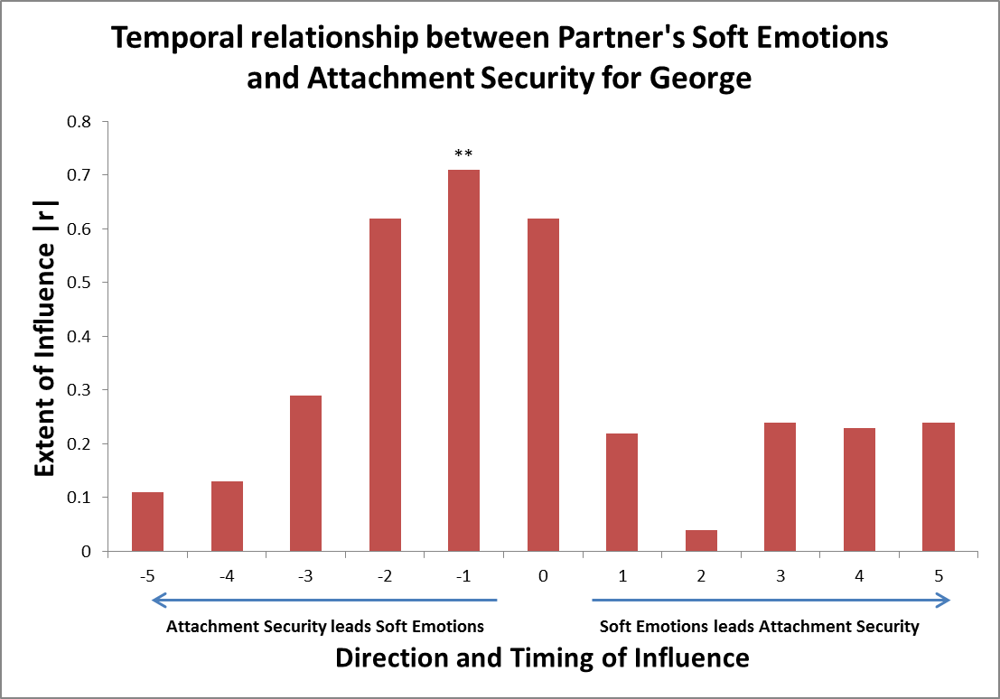 Temporal relationship between Partner's Soft Emotions
and Attachment Security for George
Extent of Influence |r|
0.8
0.7
0.6
0.5
0.4
0.3
0.2
0.1
0
**
-5 -4 -3 -2 -1 0 1 2 3 4 5
Attachment Security leads Soft Emotions Soft Emotions leads Attachment Security
Direction and Timing of Influence